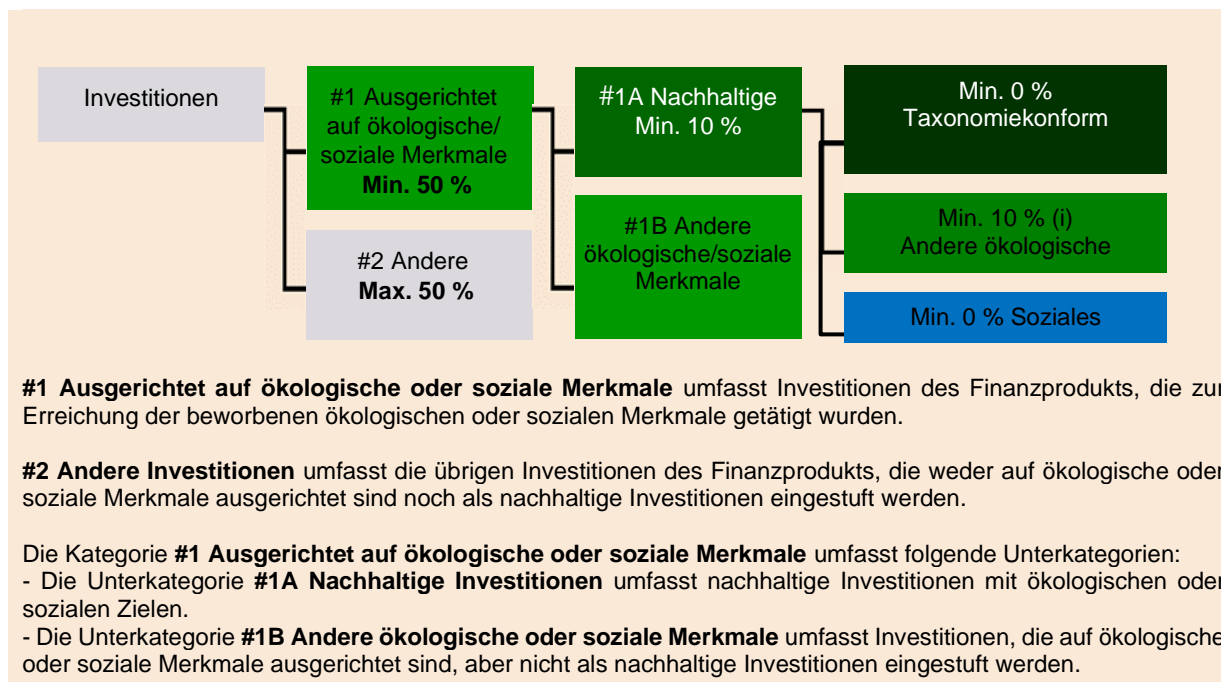 Investitionen
#1 Ausgerichtet
auf ökologische/
soziale Merkmale
Min. 50 %
#2 Andere
Max. 50 %
#1A Nachhaltige
Min. 10 %
#1B Andere
ökologische/soziale
Merkmale
Min. 0 %
Taxonomiekonform
Min. 10 % (i)
Andere ökologische
Min. 0 % Soziales
#1 Ausgerichtet auf ökologische oder soziale Merkmale umfasst Investitionen des Finanzprodukts, die zur
Erreichung der beworbenen ökologischen oder sozialen Merkmale getätigt wurden.
#2 Andere Investitionen umfasst die übrigen Investitionen des Finanzprodukts, die weder auf ökologische oder
soziale Merkmale ausgerichtet sind noch als nachhaltige Investitionen eingestuft werden.
Die Kategorie #1 Ausgerichtet auf ökologische oder soziale Merkmale umfasst folgende Unterkategorien:
- Die Unterkategorie #1A Nachhaltige Investitionen umfasst nachhaltige Investitionen mit ökologischen oder
sozialen Zielen.
- Die Unterkategorie #1B Andere ökologische oder soziale Merkmale umfasst Investitionen, die auf ökologische
oder soziale Merkmale ausgerichtet sind, aber nicht als nachhaltige Investitionen eingestuft werden.